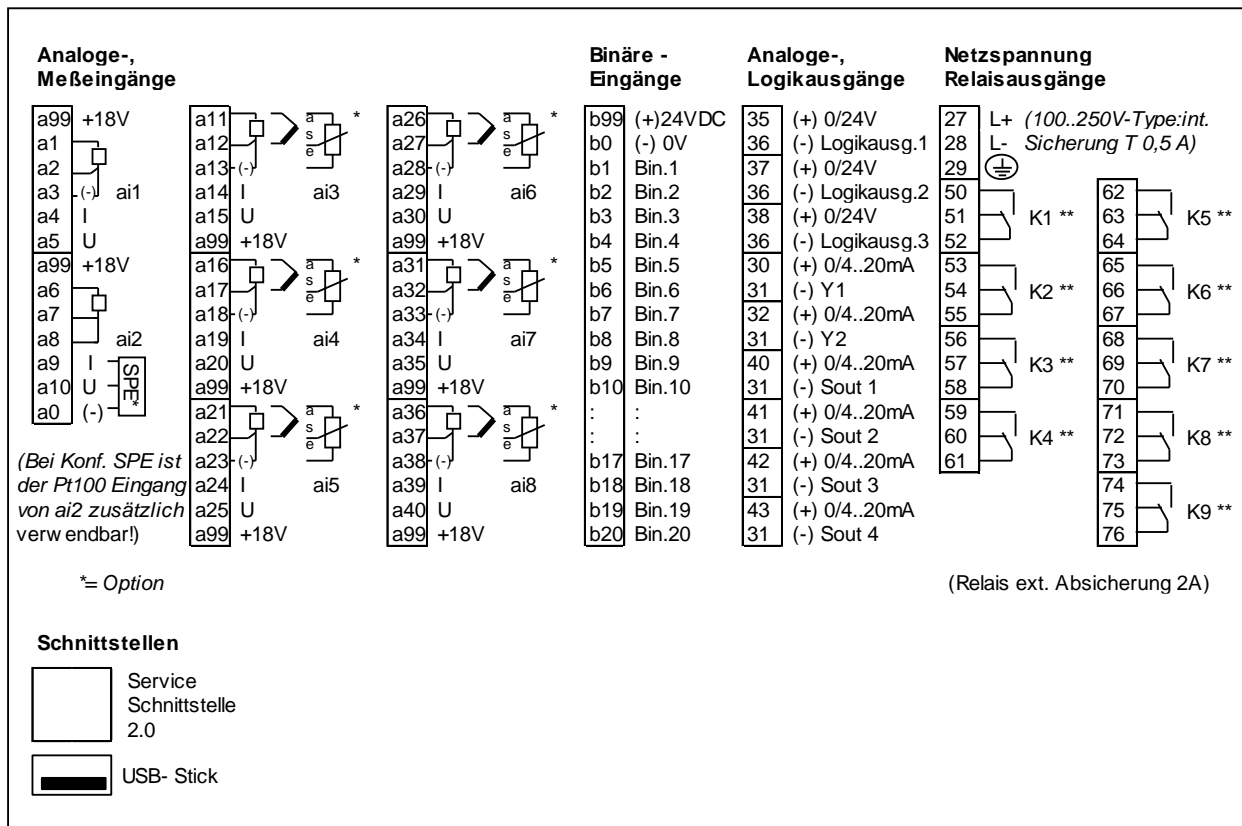 Analoge-,
Meßeingänge
a99 +18V
a1
a2
a3 (-) ai1
a4 I
a5 U
a99 +18V
a6
a7
a8 ai2
a9 I
a10 U
a0 (-)
SPE*
(Bei Konf. SPE ist
der Pt100 Eingang
von ai2 zusätzlich
verwendbar!)
a11 a *
a12 s
a13 (-) e
a14 I ai3
a15 U
a99 +18V
a16 a *
a17 s
a18 (-) e
a19 I ai4
a20 U
a99 +18V
a21 a *
a22 s
a23 (-) e
a24 I ai5
a25 U
a99 +18V
a26 a *
a27 s
a28 (-) e
a29 I ai6
a30 U
a99 +18V
a31 a *
a32 s
a33 (-) e
a34 I ai7
a35 U
a99 +18V
a36 a *
a37 s
a38 (-) e
a39 I ai8
a40 U
a99 +18V
*= Option
Binäre -
Eingänge
b99 (+)24VDC
b0 (-) 0V
b1 Bin.1
b2 Bin.2
b3 Bin.3
b4 Bin.4
b5 Bin.5
b6 Bin.6
b7 Bin.7
b8 Bin.8
b9 Bin.9
b10 Bin.10
: :
: :
b17 Bin.17
b18 Bin.18
b19 Bin.19
b20 Bin.20
Analoge-,
Logikausgänge
35 (+) 0/24V
36 (-) Logikausg.1
37 (+) 0/24V
36 (-) Logikausg.2
38 (+) 0/24V
36 (-) Logikausg.3
30 (+) 0/4..20mA
31 (-) Y1
32 (+) 0/4..20mA
31 (-) Y2
40 (+) 0/4..20mA
31 (-) Sout 1
41 (+) 0/4..20mA
31 (-) Sout 2
42 (+) 0/4..20mA
31 (-) Sout 3
43 (+) 0/4..20mA
31 (-) Sout 4
Netzspannung
Relaisausgänge
27 L+ (100..250V-Type:int.
28 L- Sicherung T 0,5 A)
29
50
51 K1 **
52
53
54 K2 **
55
56
57 K3 **
58
59
60 K4 **
61
62
63 K5 **
64
65
66 K6 **
67
68
69 K7 **
70
71
72 K8 **
73
74
75 K9 **
76
(Relais ext. Absicherung 2A)
Schnittstellen
Service
Schnittstelle
2.0
USB- Stick